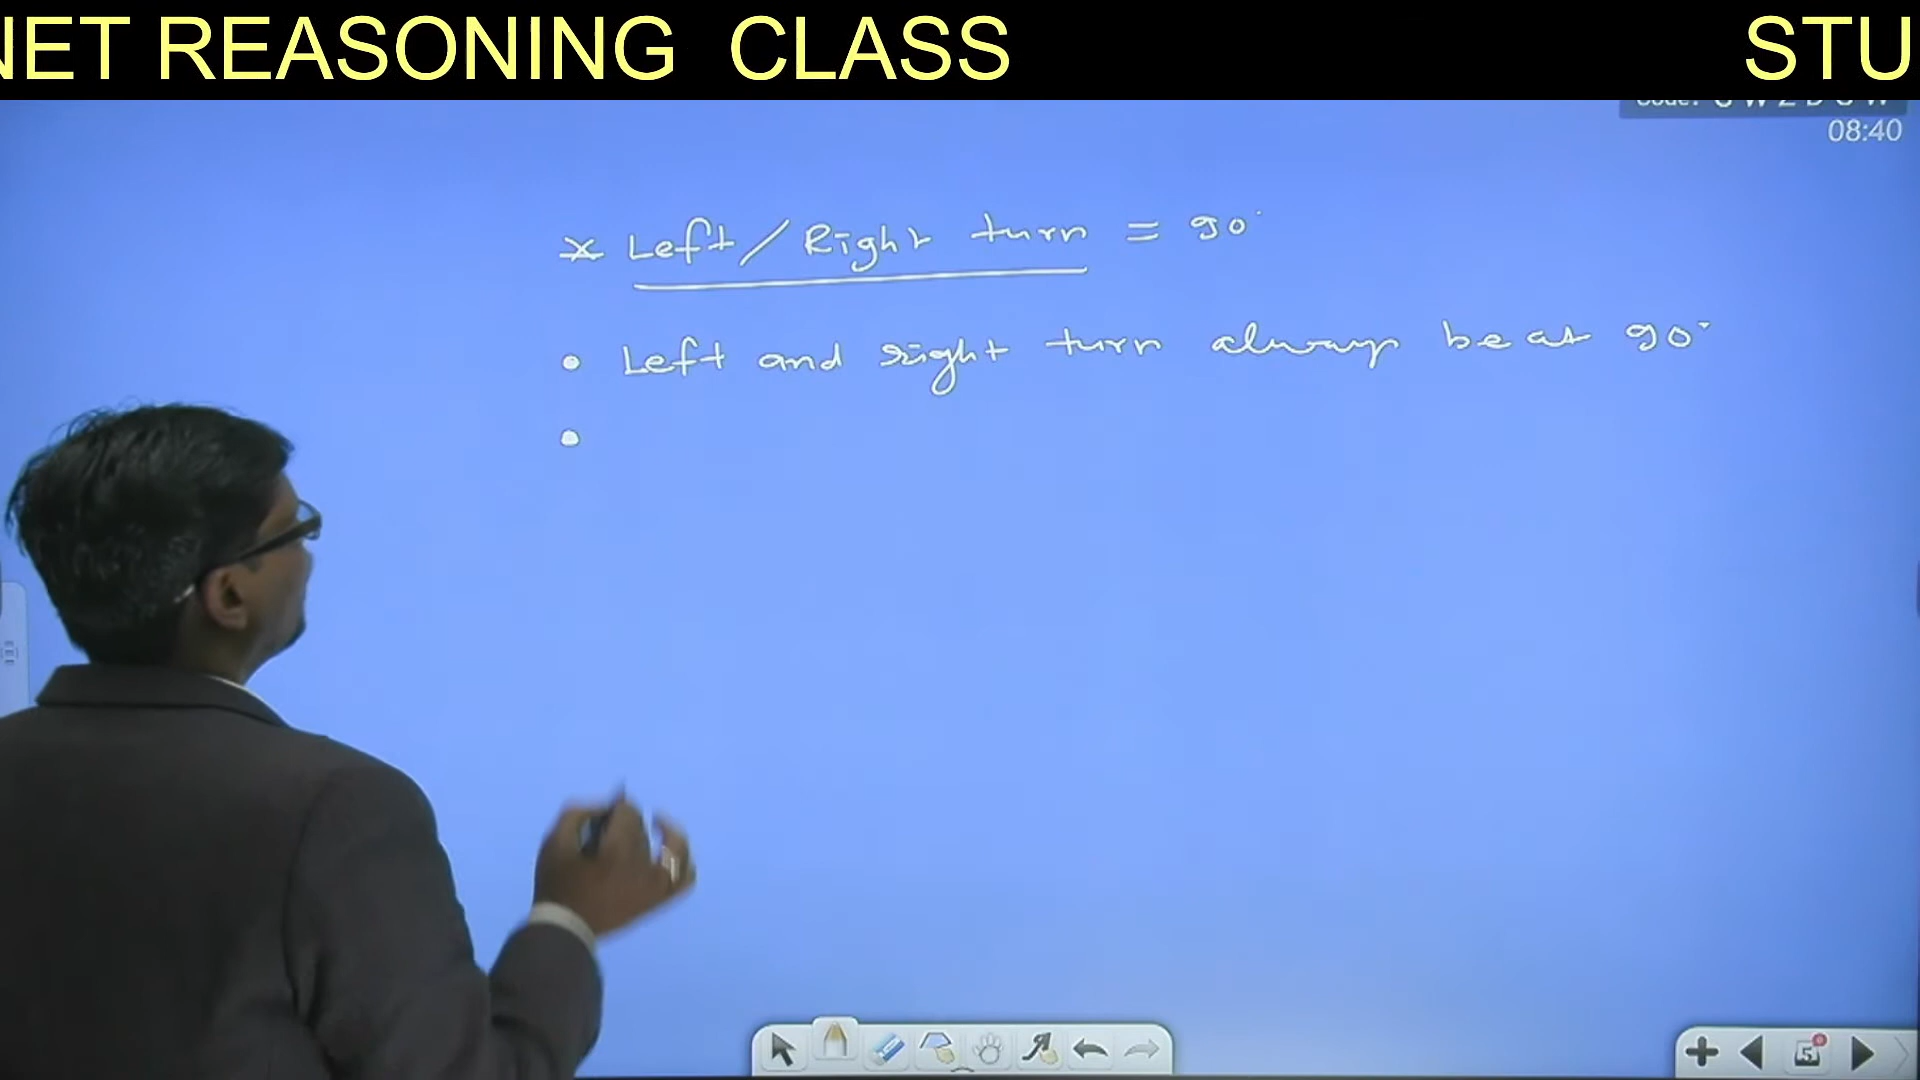 NET REASONING CLASS STU
08:40
* Left/Right turn = 90°
• Left and right turn always be at 90°
•